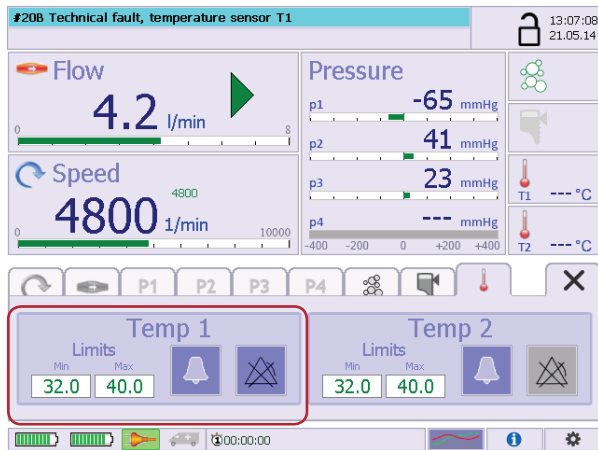 #20B Technical fault, temperature sensor T1
13:07:08
21.05.14
Flow
4.2 l/min
0 8
Speed
4800
4800 1/min
0 10000
Pressure
p1 -65 mmHg
p2 41 mmHg
p3 23 mmHg
p4 --- mmHg
-400 -200 0 +200 +400
T1 --- °C
T2 --- °C
P1 P2 P3 P4
Temp 1
Limits
Min Max
32.0 40.0
Temp 2
Limits
Min Max
32.0 40.0
1 00:00:00